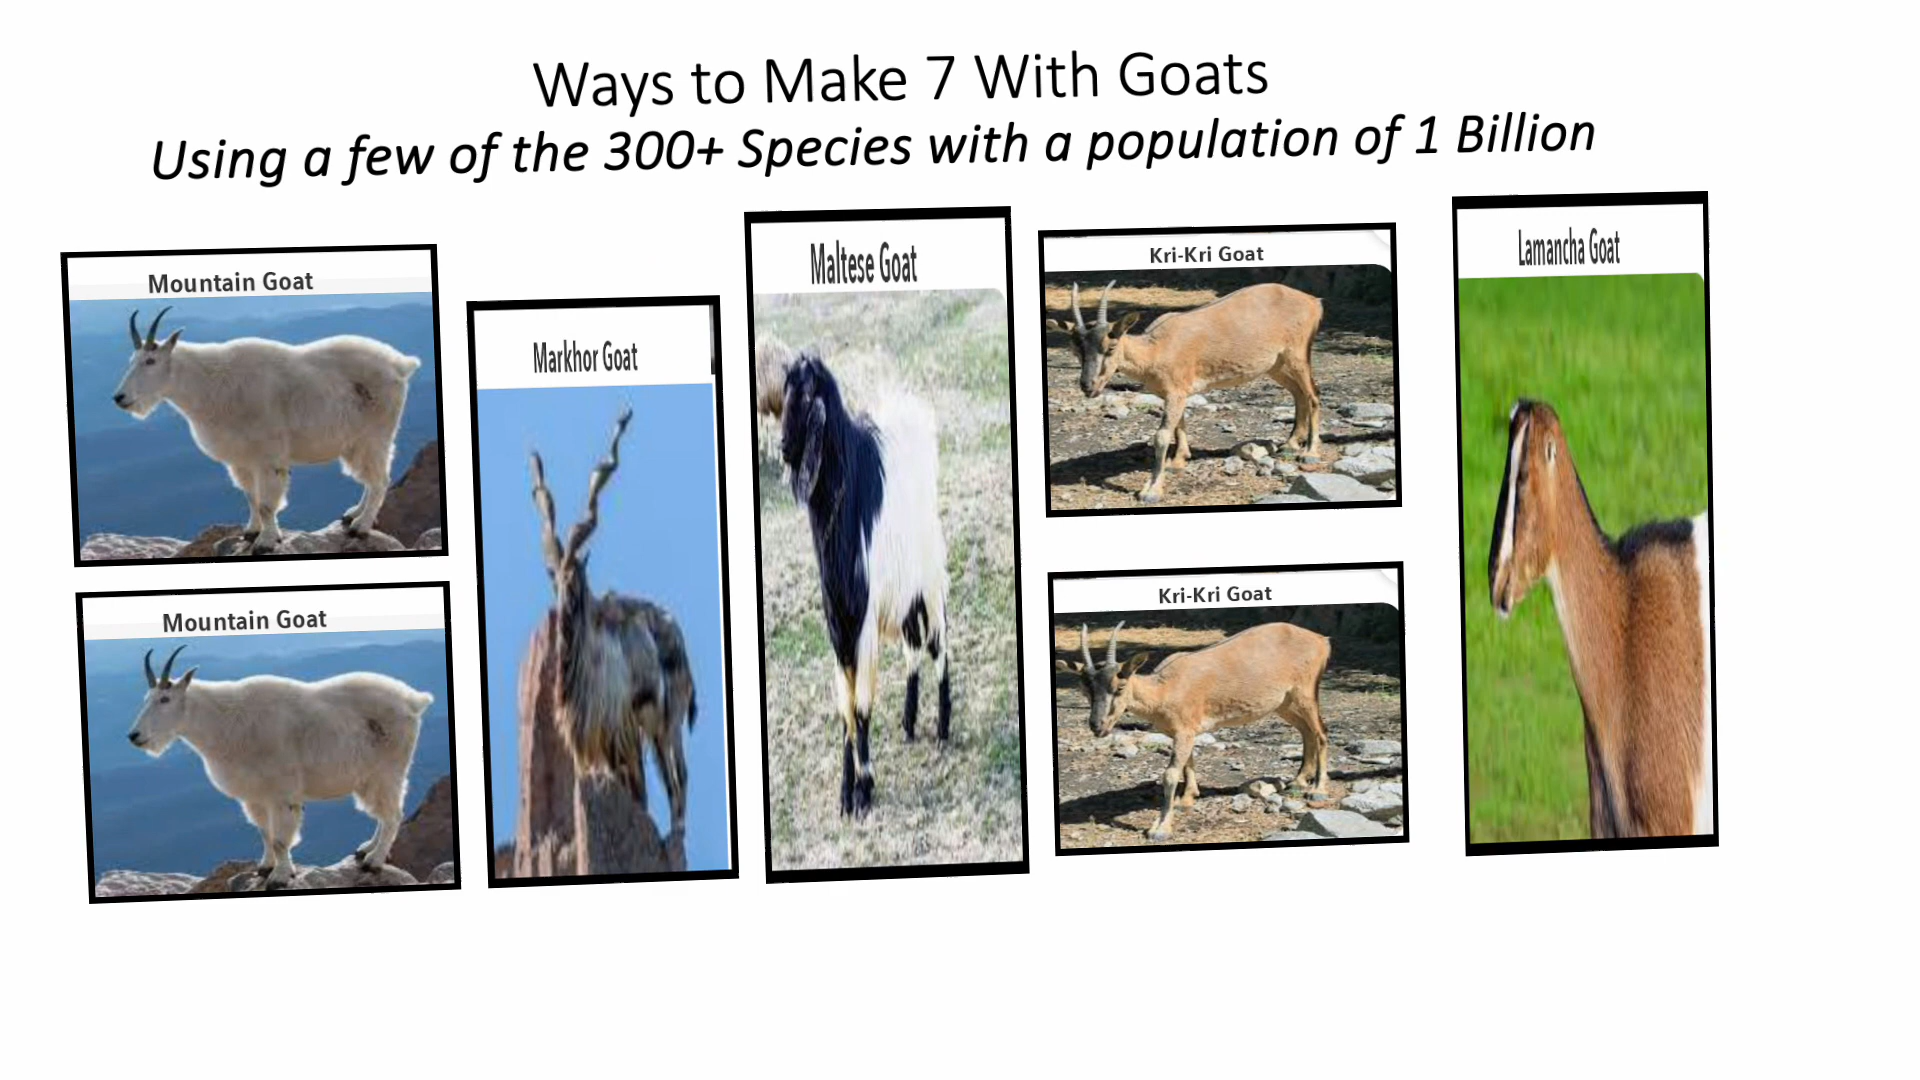 Ways to Make 7 With Goats
Using a few of the 300+ Species with a population of 1 Billion
Mountain Goat
Mountain Goat
Markhor Goat
Maltese Goat
Kri-Kri Goat
Kri-Kri Goat
Lamancha Goat